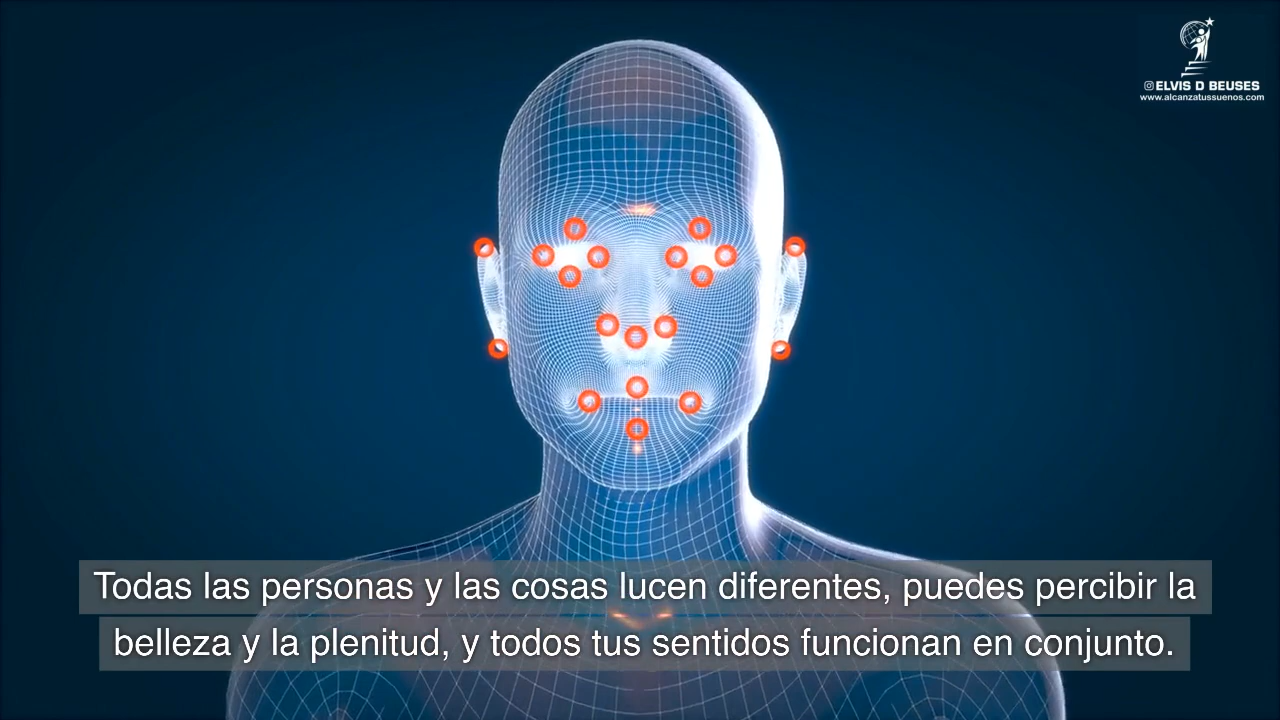 ELVIS D BEUSES
www.alcanzatussuenos.com
Todas las personas y las cosas lucen diferentes, puedes percibir la
belleza y la plenitud, y todos tus sentidos funcionan en conjunto.